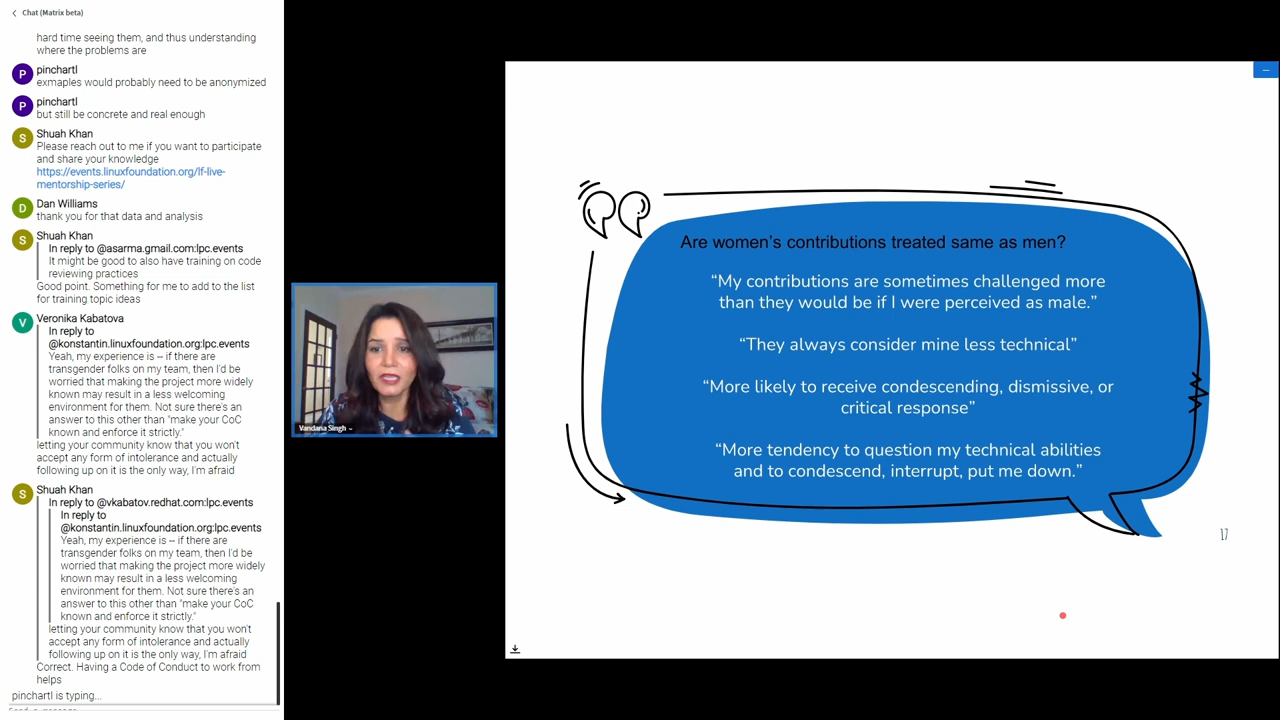 Chat (Matrix beta)
hard time seeing them, and thus understanding
where the problems are
P
pinchartl
exmaples would probably need to be anonymized
P
pinchartl
but still be concrete and real enough
S
Shuah Khan
Please reach out to me if you want to participate
and share your knowledge
https://events.linuxfoundation.org/lf-live-
mentorship-series/
D
Dan Williams
thank you for that data and analysis
S
Shuah Khan
In reply to @asarma.gmail.com:lpc.events
It might be good to also have training on code
reviewing practices
Good point. Something for me to add to the list
for training topic ideas
V
Veronika Kabatova
In reply to
@konstantin.linuxfoundation.org:lpc.events
Yeah, my experience is -- if there are
transgender folks on my team, then I'd be
worried that making the project more widely
known may result in a less welcoming
environment for them. Not sure there's an
answer to this other than "make your CoC
known and enforce it strictly."
letting your community know that you won't
accept any form of intolerance and actually
following up on it is the only way, I'm afraid
S
Shuah Khan
In reply to @vkabatov.redhat.com:lpc.events
In reply to
@konstantin.linuxfoundation.org:lpc.events
Yeah, my experience is -- if there are
transgender folks on my team, then I'd be
worried that making the project more widely
known may result in a less welcoming
environment for them. Not sure there's an
answer to this other than "make your CoC
known and enforce it strictly."
letting your community know that you won't
accept any form of intolerance and actually
following up on it is the only way, I'm afraid
Correct. Having a Code of Conduct to work from
helps
pinchartl is typing...
Vandana Singh
Are women's contributions treated same as men?
“My contributions are sometimes challenged more
than they would be if I were perceived as male.”
“They always consider mine less technical”
“More likely to receive condescending, dismissive, or
critical response”
“More tendency to question my technical abilities
and to condescend, interrupt, put me down.”
17